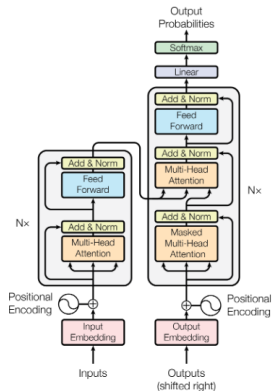 Output
Probabilities
Softmax
Linear
Add & Norm
Feed
Forward
Add & Norm
Multi-Head
Attention
Add & Norm
Masked
Multi-Head
Attention
N×
Add & Norm
Feed
Forward
Add & Norm
Multi-Head
Attention
N×
Positional
Encoding
Positional
Encoding
Input
Embedding
Output
Embedding
Inputs
Outputs
(shifted right)